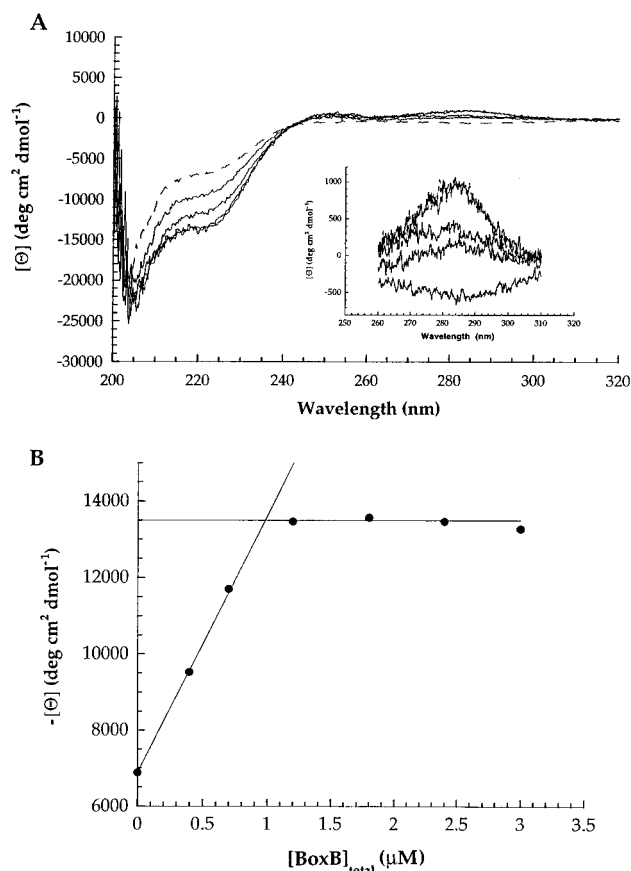 A
10000
5000
0
-5000
-10000
-15000
-20000
-25000
-30000
[Θ] (deg cm² dmol⁻¹)
200 220 240 260 280 300 320
Wavelength (nm)
1000
500
0
-500
[Θ] (deg cm² dmol⁻¹)
250 260 270 280 290 300 310 320
Wavelength (nm)
B
14000
12000
10000
8000
6000
-[Θ] (deg cm² dmol⁻¹)
0 0.5 1 1.5 2 2.5 3 3.5
[BoxB]total (μM)